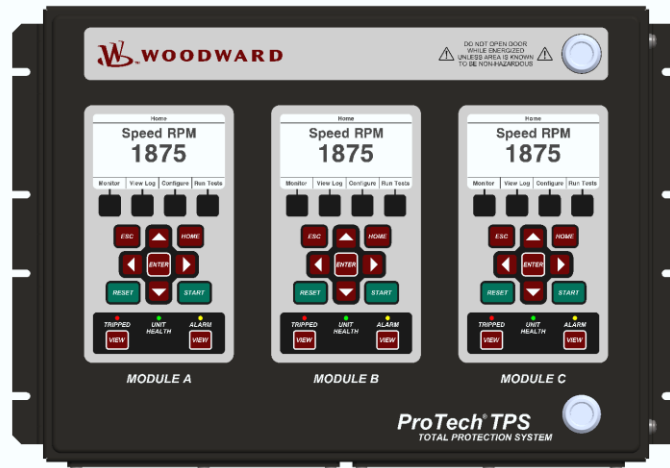 WOODWARD
DO NOT OPEN DOOR
WHILE ENERGIZED
UNLESS AREA IS KNOWN
TO BE NON-HAZARDOUS
Home
Speed RPM
1875
Monitor View Log Configure Run Tests
ESC HOME
ENTER
RESET START
TRIPPED UNIT HEALTH ALARM
VIEW VIEW
MODULE A
Home
Speed RPM
1875
Monitor View Log Configure Run Tests
ESC HOME
ENTER
RESET START
TRIPPED UNIT HEALTH ALARM
VIEW VIEW
MODULE B
Home
Speed RPM
1875
Monitor View Log Configure Run Tests
ESC HOME
ENTER
RESET START
TRIPPED UNIT HEALTH ALARM
VIEW VIEW
MODULE C
ProTech® TPS
TOTAL PROTECTION SYSTEM